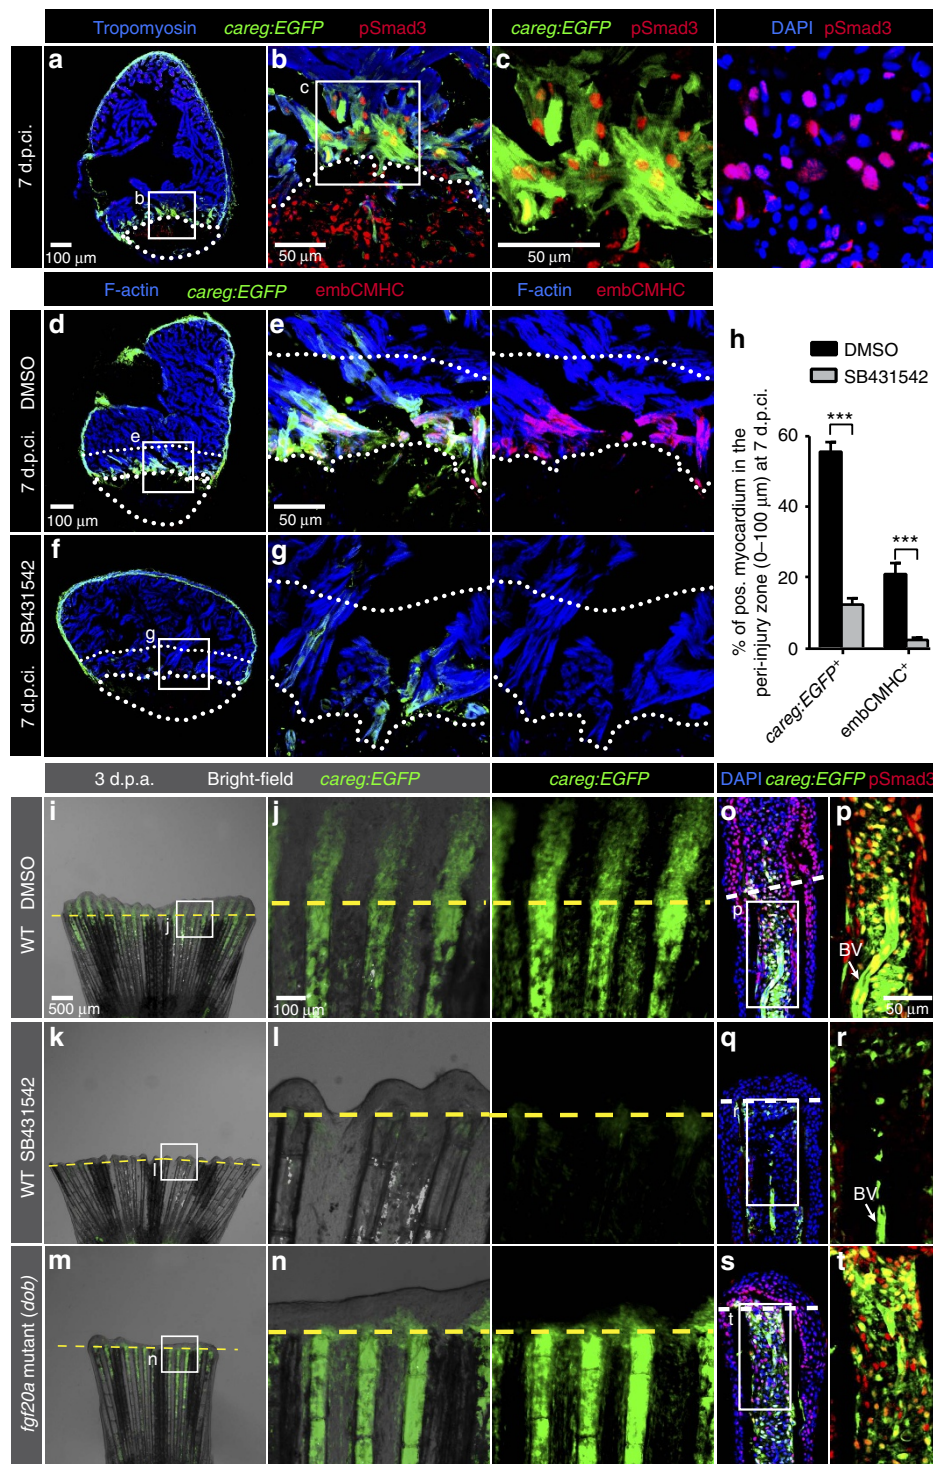 Tropomyosin careg:EGFP pSmad3
careg:EGFP pSmad3
DAPI pSmad3
7 d.p.ci.
a
b
100 µm
b
c
50 µm
c
50 µm
F-actin careg:EGFP embCMHC
F-actin embCMHC
7 d.p.ci. DMSO
d
e
100 µm
e
50 µm
7 d.p.ci. SB431542
f
g
g
h
DMSO
SB431542
% of pos. myocardium in the
peri-injury zone (0–100 µm) at 7 d.p.ci.
60
40
20
0
***
***
careg:EGFP+
embCMHC+
3 d.p.a. Bright-field careg:EGFP
careg:EGFP
DAPI careg:EGFP pSmad3
WT DMSO
i
j
500 µm
j
100 µm
o
p
p
BV
50 µm
WT SB431542
k
l
l
q
r
r
BV
fgf20a mutant (dob)
m
n
n
s
t
t